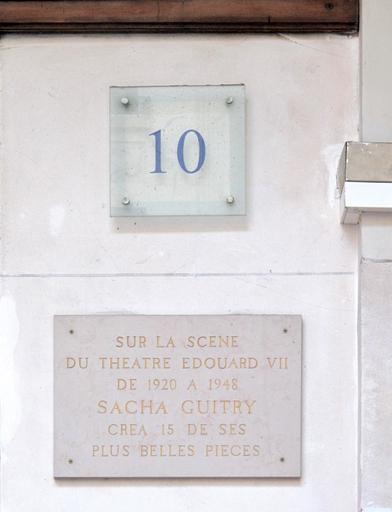 10
SUR LA SCENE
DU THEATRE EDOUARD VII
DE 1920 A 1948
SACHA GUITRY
CREA 15 DE SES
PLUS BELLES PIECES